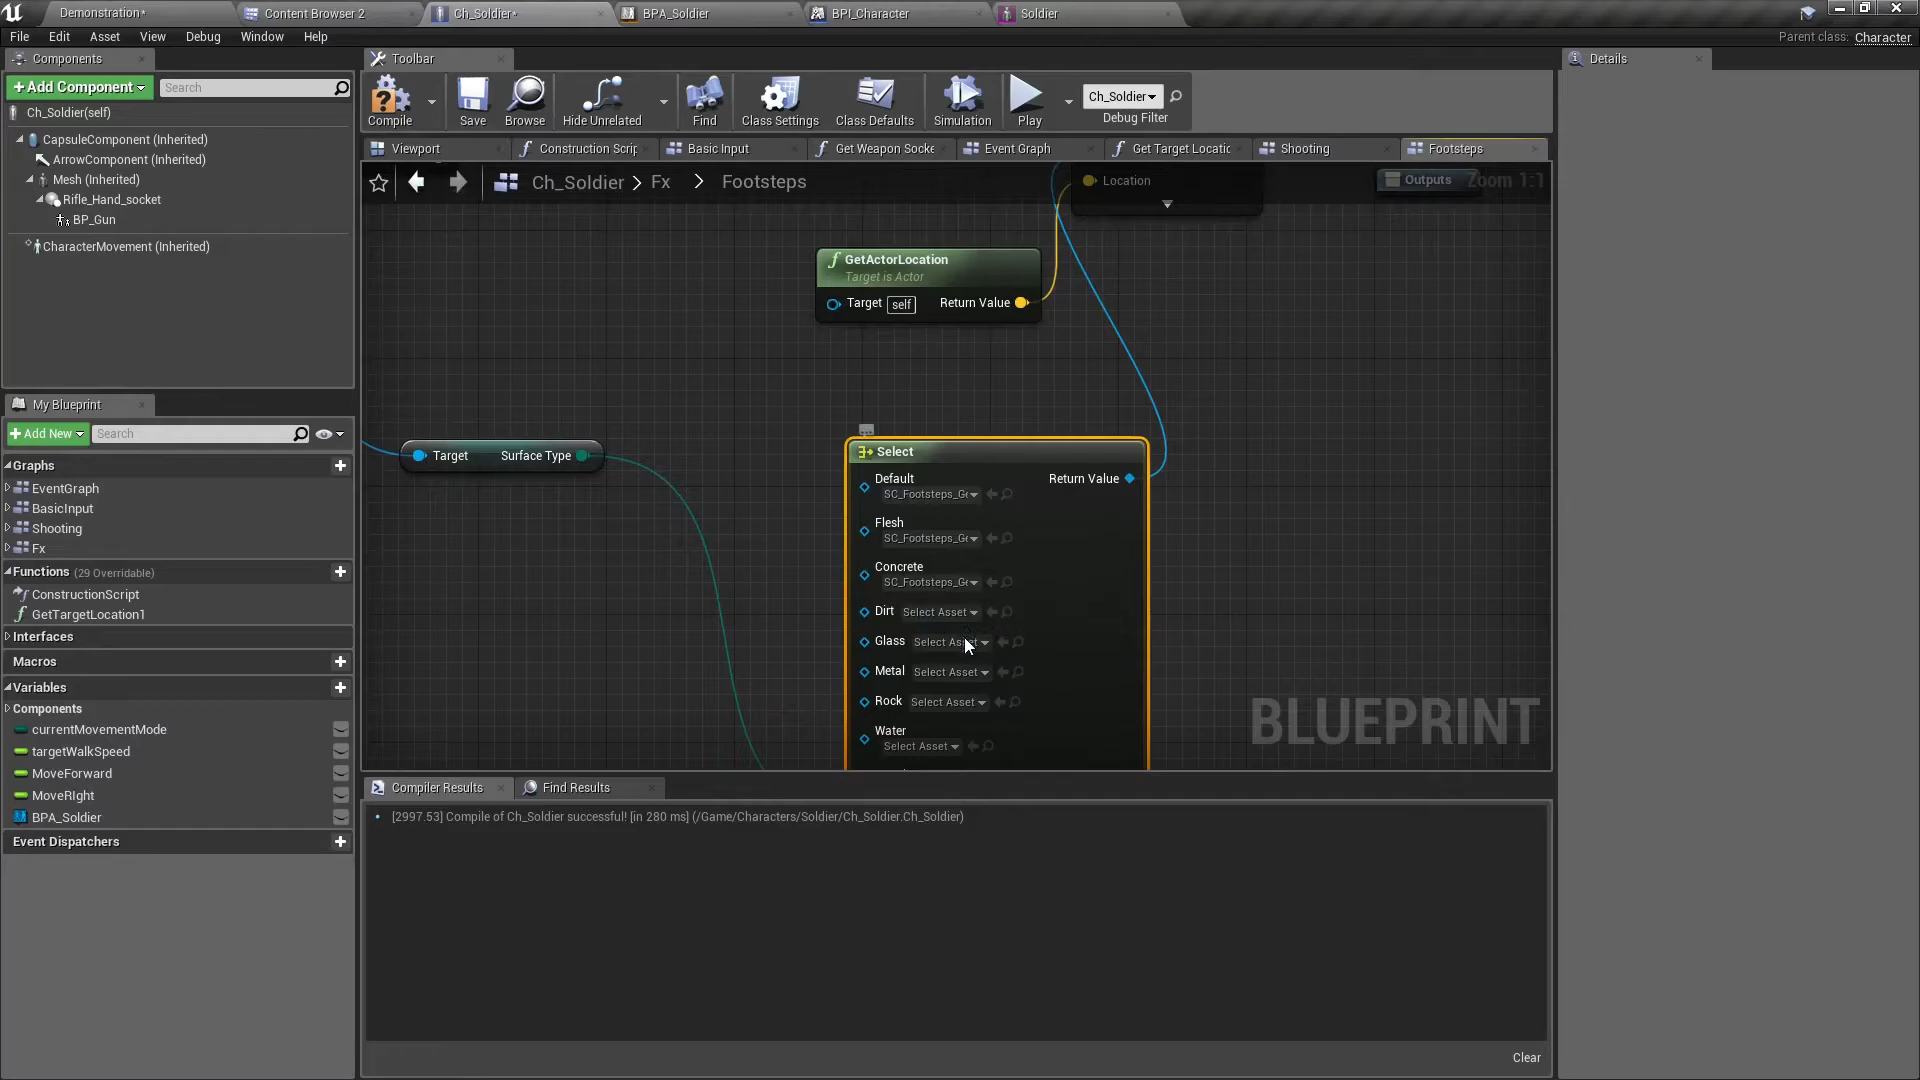 Demonstration*
Content Browser 2
Ch_Soldier*
BPA_Soldier
BPI_Character
Soldier
File
Edit
Asset
View
Debug
Window
Help
Parent class: Character
Components
Toolbar
Details
+Add Component
Search
Compile
Save
Browse
Hide Unrelated
Find
Class Settings
Class Defaults
Simulation
Play
Ch_Soldier
Debug Filter
Ch_Soldier(self)
CapsuleComponent (Inherited)
ArrowComponent (Inherited)
Mesh (Inherited)
Rifle_Hand_socket
BP_Gun
CharacterMovement (Inherited)
Viewport
Construction Scrip
Basic Input
Get Weapon Socke
Event Graph
Get Target Locatic
Shooting
Footsteps
Ch_Soldier > Fx > Footsteps
Location
Outputs
Zoom 1:1
GetActorLocation
Target is Actor
Target
self
Return Value
Target
Surface Type
Select
Default
Return Value
SC_Footsteps_Ge
Flesh
SC_Footsteps_Ge
Concrete
SC_Footsteps_Ge
Dirt
Select Asset
Glass
Select Asset
Metal
Select Asset
Rock
Select Asset
Water
Select Asset
BLUEPRINT
My Blueprint
+Add New
Search
Graphs
EventGraph
BasicInput
Shooting
Fx
Functions (29 Overridable)
ConstructionScript
GetTargetLocation1
Interfaces
Macros
Variables
Components
currentMovementMode
targetWalkSpeed
MoveForward
MoveRIght
BPA_Soldier
Event Dispatchers
Compiler Results
Find Results
[2997.53] Compile of Ch_Soldier successful! [in 280 ms] (/Game/Characters/Soldier/Ch_Soldier.Ch_Soldier)
Clear